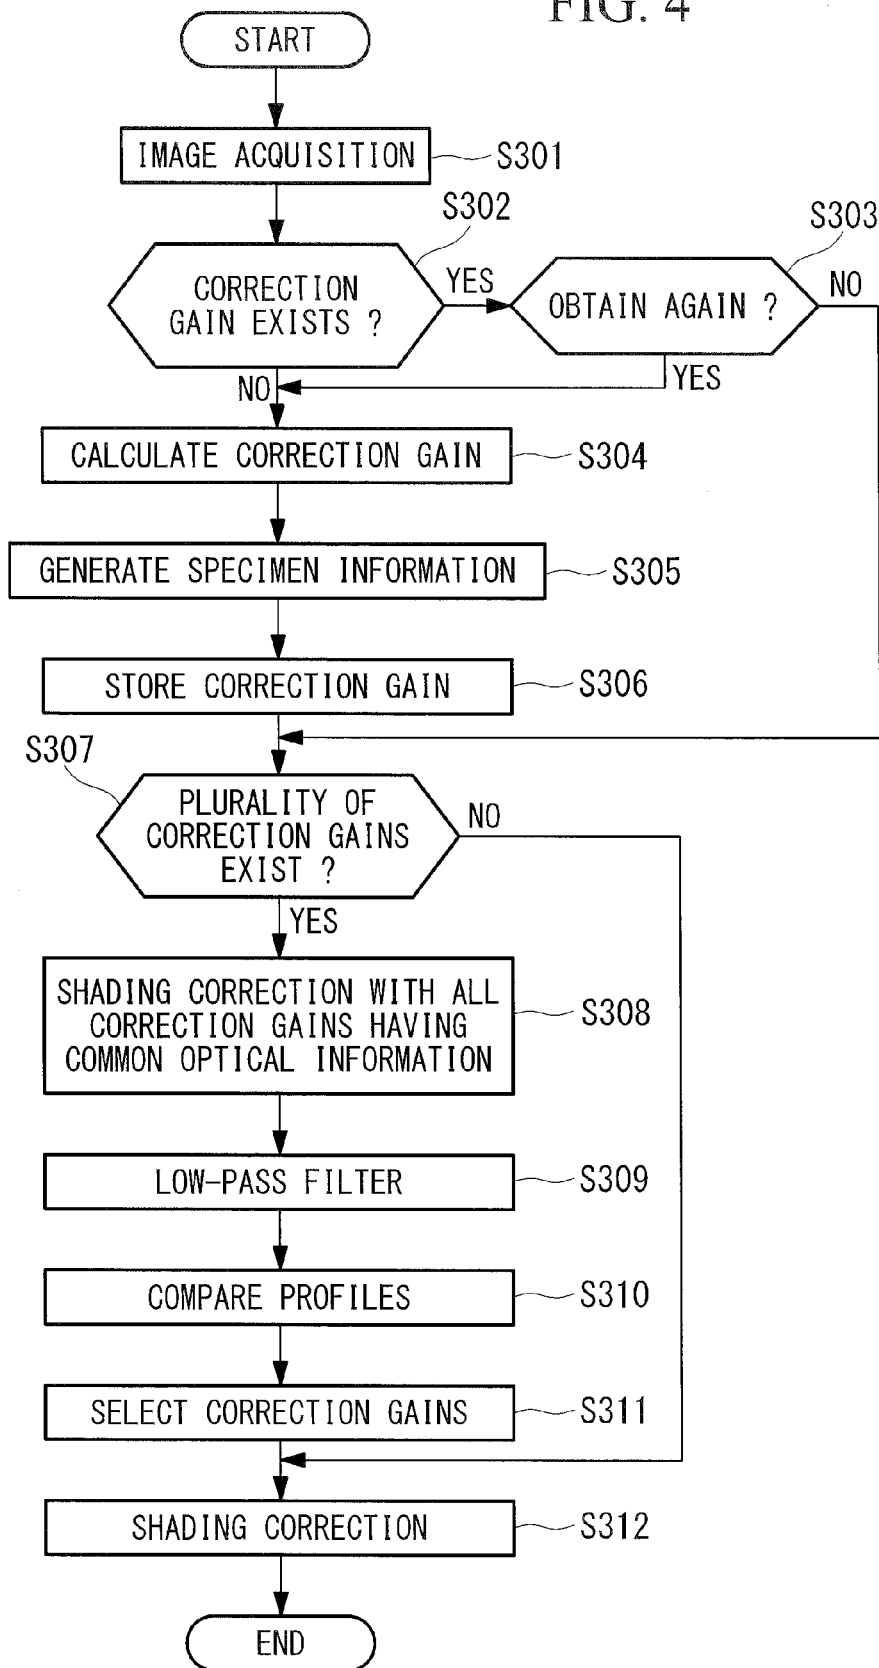 FIG. 4
START
IMAGE ACQUISITION
S301
S302
S303
CORRECTION
GAIN EXISTS ?
YES
OBTAIN AGAIN ?
NO
NO
YES
CALCULATE CORRECTION GAIN
S304
GENERATE SPECIMEN INFORMATION
S305
STORE CORRECTION GAIN
S306
S307
PLURALITY OF
CORRECTION GAINS
EXIST ?
NO
YES
SHADING CORRECTION WITH ALL
CORRECTION GAINS HAVING
COMMON OPTICAL INFORMATION
S308
LOW-PASS FILTER
S309
COMPARE PROFILES
S310
SELECT CORRECTION GAINS
S311
SHADING CORRECTION
S312
END